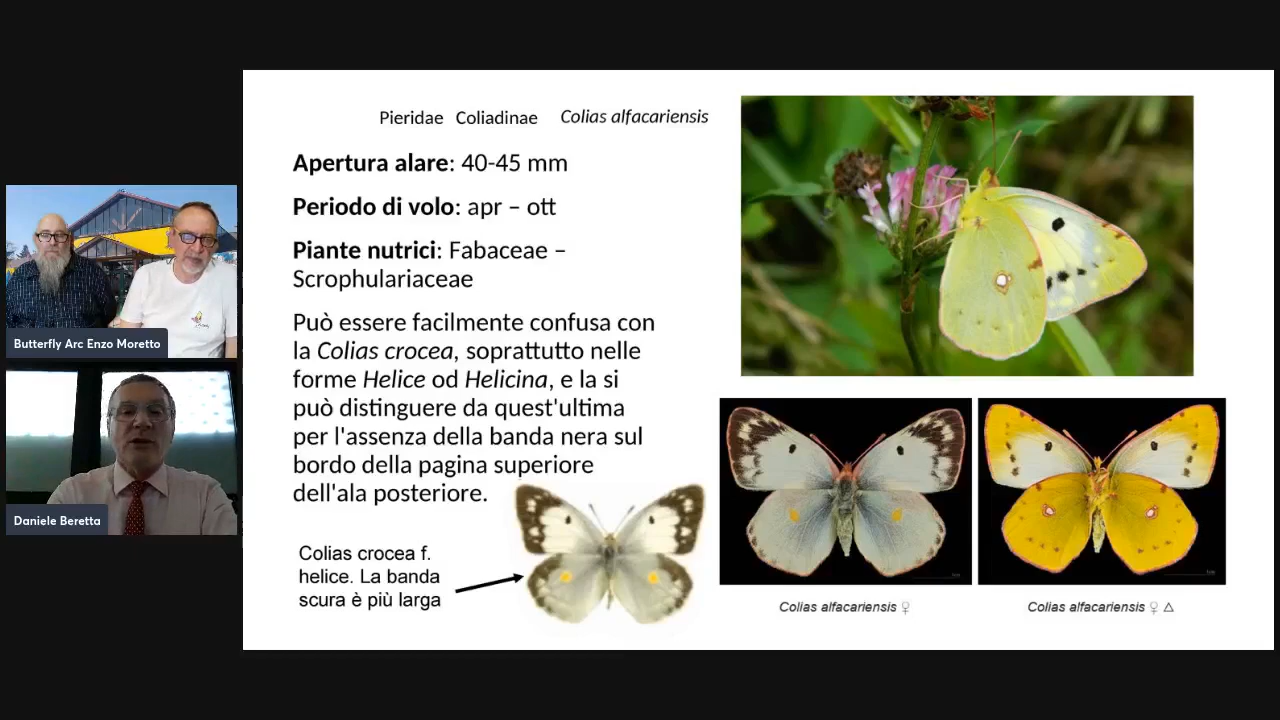 Pieridae Coliadinae Colias alfacariensis
Apertura alare: 40-45 mm
Periodo di volo: apr – ott
Piante nutrici: Fabaceae –
Scrophulariaceae
Può essere facilmente confusa con
la Colias crocea, soprattutto nelle
forme Helice od Helicina, e la si
può distinguere da quest'ultima
per l'assenza della banda nera sul
bordo della pagina superiore
dell'ala posteriore.
Colias crocea f.
helice. La banda
scura è più larga
Colias alfacariensis ♀
Colias alfacariensis ♀ △
Butterfly Arc Enzo Moretto
Daniele Beretta